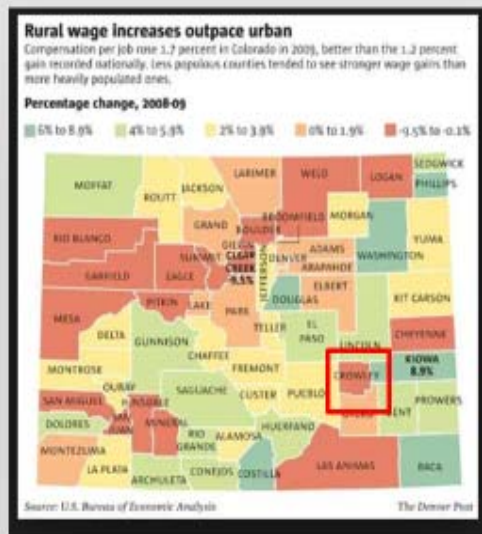 Rural wage increases outpace urban
Compensation per job rose 1.7 percent in Colorado in 2009, better than the 1.2 percent
gain recorded nationally. Less populous counties tended to see stronger wage gains than
more heavily populated ones.
Percentage change, 2008-09
6% to 8.9% 4% to 5.9% 2% to 3.9% 0% to 1.9% -9.5% to -0.1%
MOFFAT
ROUTT
JACKSON
LARIMER
WELD
LOGAN
SEDGWICK
PHILLIPS
GRAND
BOULDER
BROOMFIELD
MORGAN
RIO BLANCO
GILPIN
YUMA
SUMMIT
CLEAR
CREEK
-9.5%
JEFFERSON
DENVER
ADAMS
WASHINGTON
GARFIELD
EAGLE
ARAPAHOE
PITKIN
LAKE
PARK
DOUGLAS
ELBERT
KIT CARSON
MESA
DELTA
GUNNISON
CHAFFEE
TELLER
EL
PASO
LINCOLN
CHEYENNE
MONTROSE
FREMONT
CROWLEY
KIOWA
8.9%
OURAY
SAN MIGUEL
HINSDALE
SAGUACHE
CUSTER
PUEBLO
PROWERS
DOLORES
SAN
JUAN
MINERAL
RIO
GRANDE
ALAMOSA
HUERFANO
OTERO
BENT
MONTEZUMA
LA PLATA
ARCHULETA
CONEJOS
COSTILLA
LAS ANIMAS
BACA
Source: U.S. Bureau of Economic Analysis The Denver Post